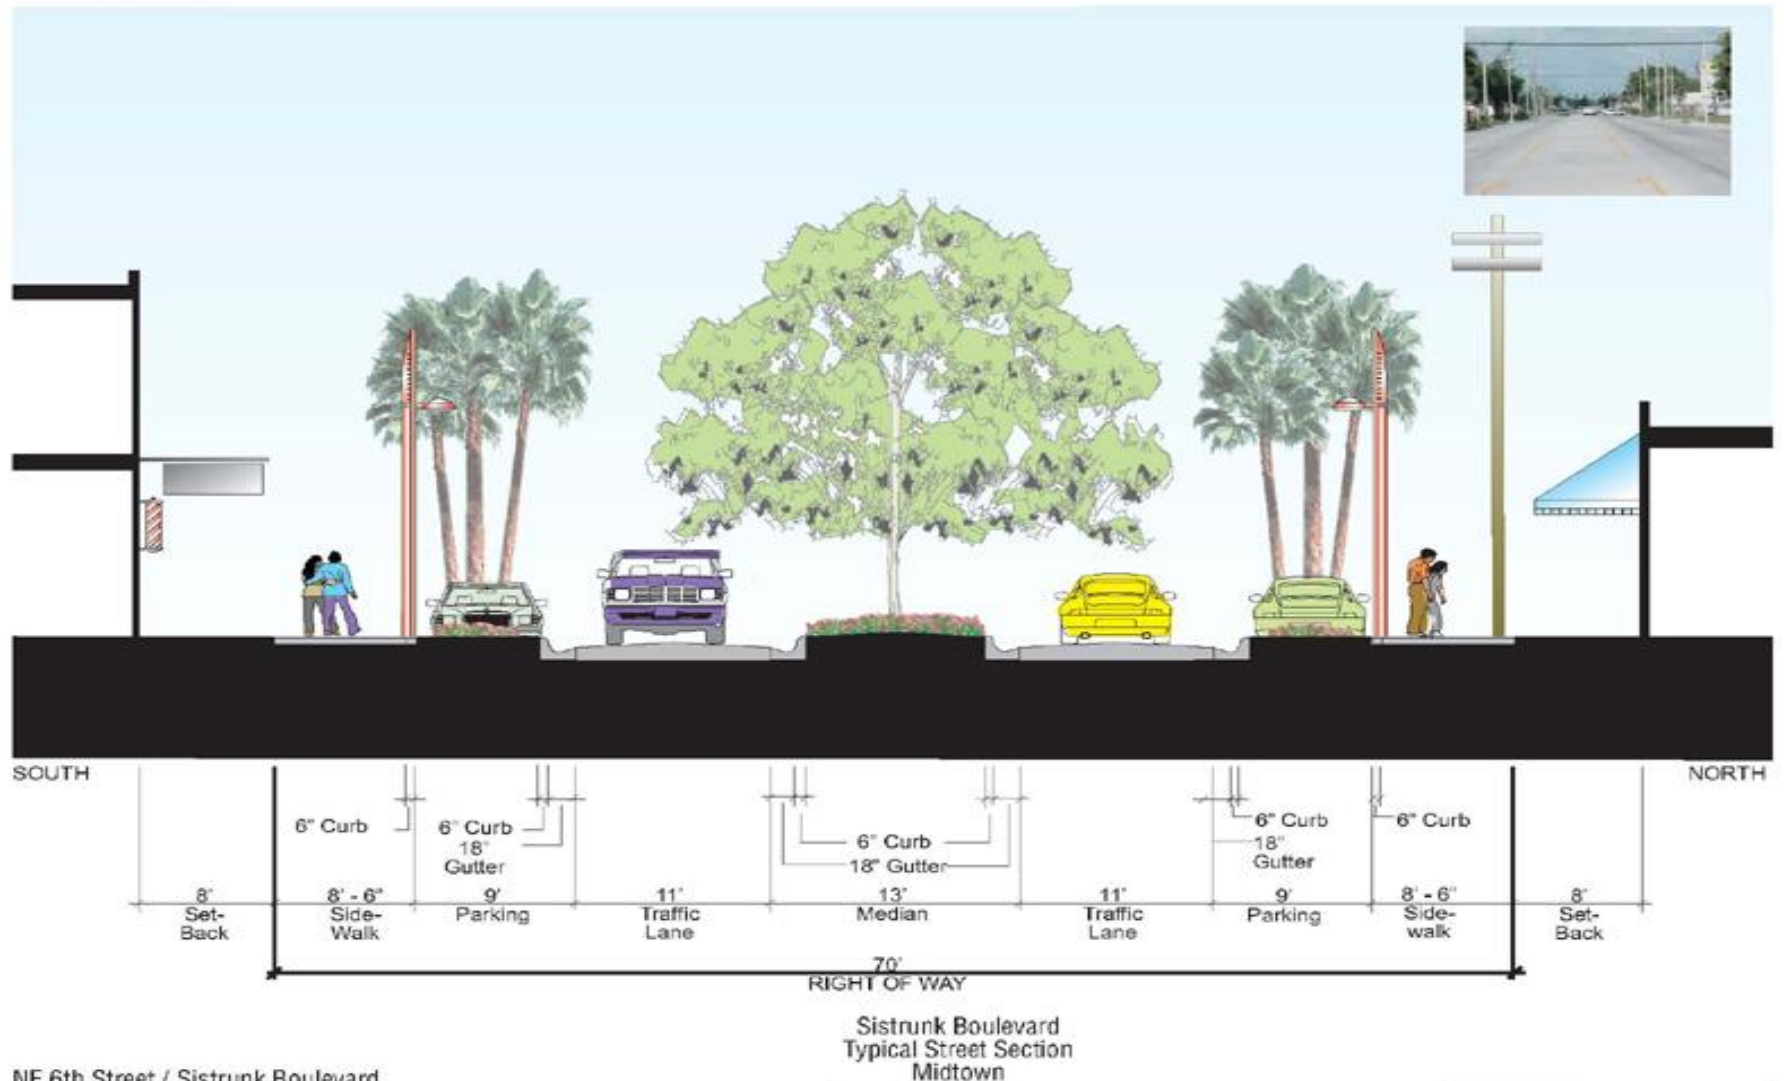 SOUTH
NORTH
6" Curb
6" Curb
18"
Gutter
6" Curb
18" Gutter
6" Curb
18"
Gutter
6" Curb
8'
Set-
Back
8' - 6"
Side-
Walk
9'
Parking
11'
Traffic
Lane
13'
Median
11'
Traffic
Lane
9'
Parking
8' - 6"
Side-
walk
8'
Set-
Back
70'
RIGHT OF WAY
Sistrunk Boulevard
Typical Street Section
Midtown
NE 6th Street / Sistrunk Boulevard